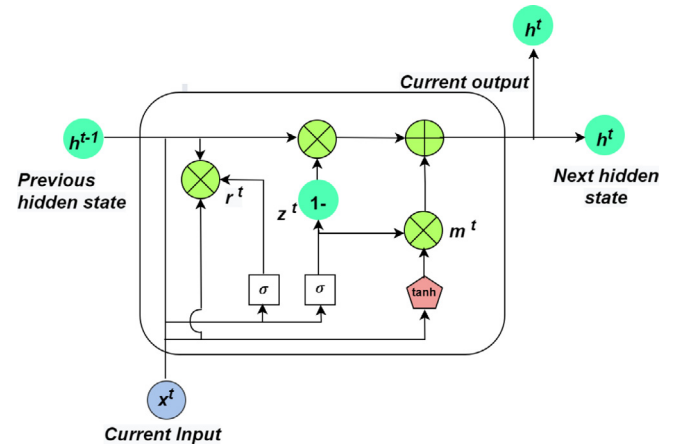 h^t
Current output
h^t-1
h^t
Previous
hidden state
Next hidden
state
r^t
z^t
1-
m^t
σ
σ
tanh
x^t
Current Input